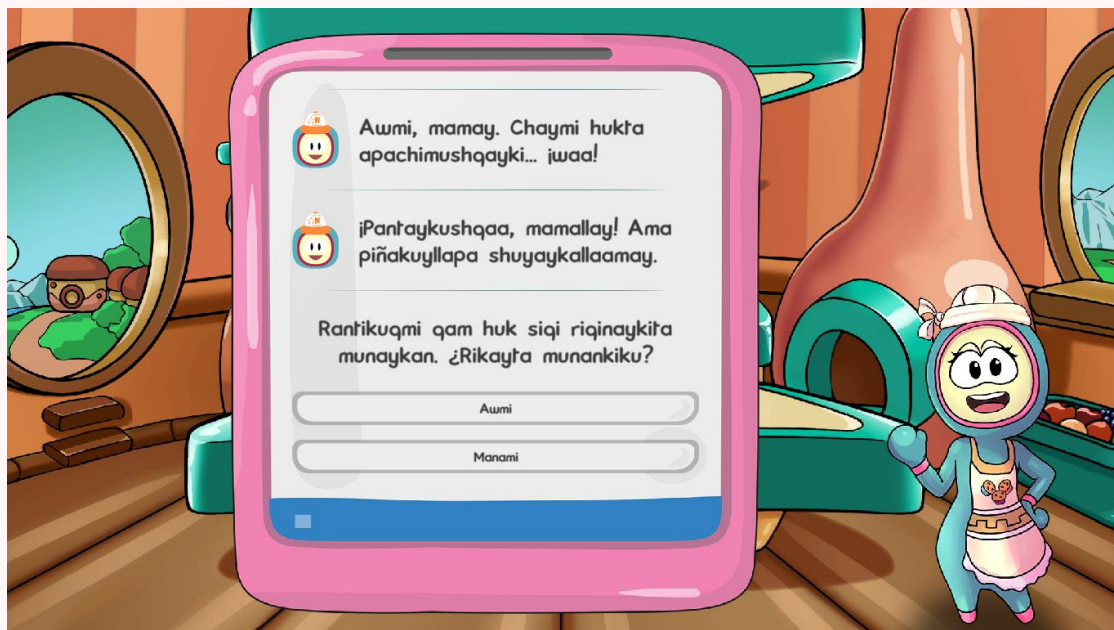 Awmi, mamay. Chaymi hukta
apachimushqayki... ¡waa!
¡Pantaykushqaa, mamallay! Ama
piñakuyllapa shuyaykallaamay.
Rantikuqmi qam huk siqi riqinaykita
munaykan. ¿Rikayta munankiku?
Awmi
Manami